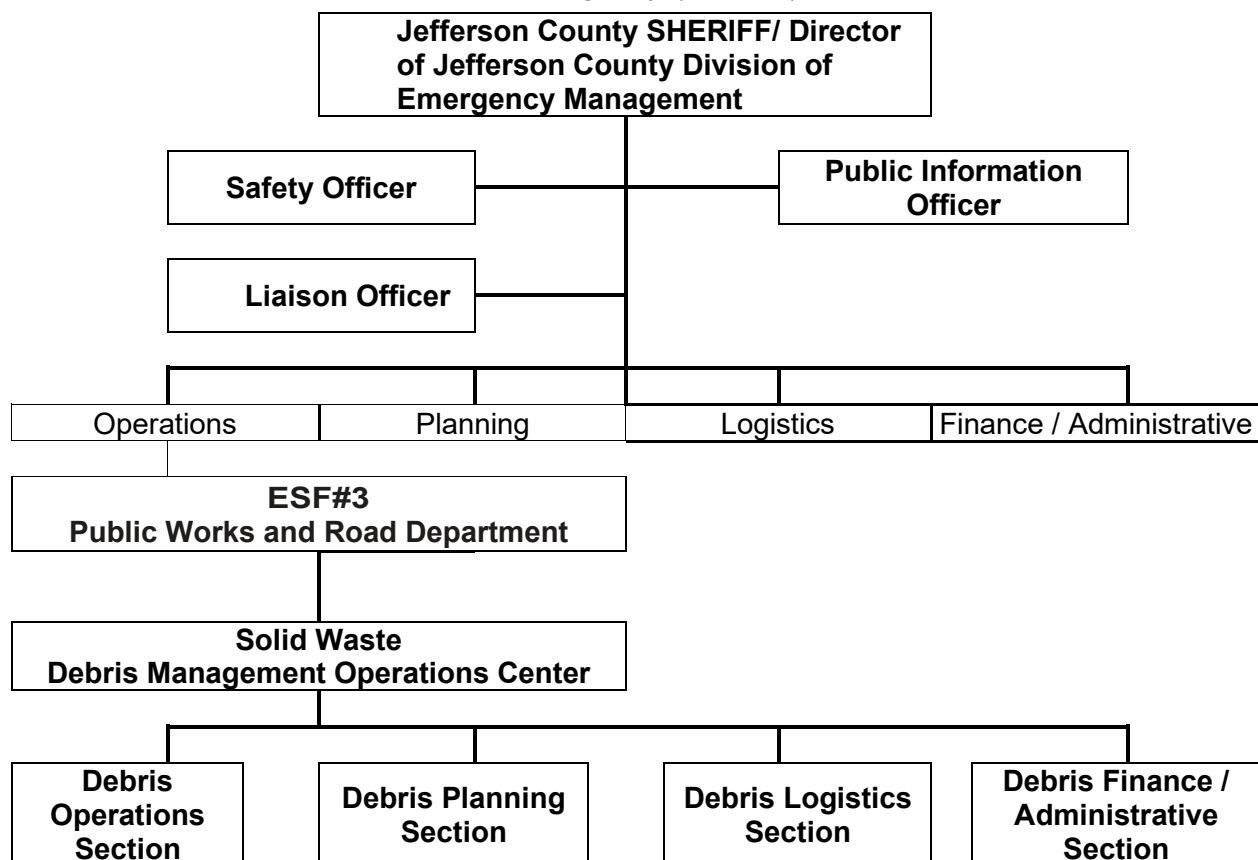 Jefferson County SHERIFF/ Director
of Jefferson County Division of
Emergency Management
Safety Officer
Public Information
Officer
Liaison Officer
Operations
Planning
Logistics
Finance / Administrative
ESF#3
Public Works and Road Department
Solid Waste
Debris Management Operations Center
Debris
Operations
Section
Debris Planning
Section
Debris Logistics
Section
Debris Finance /
Administrative
Section